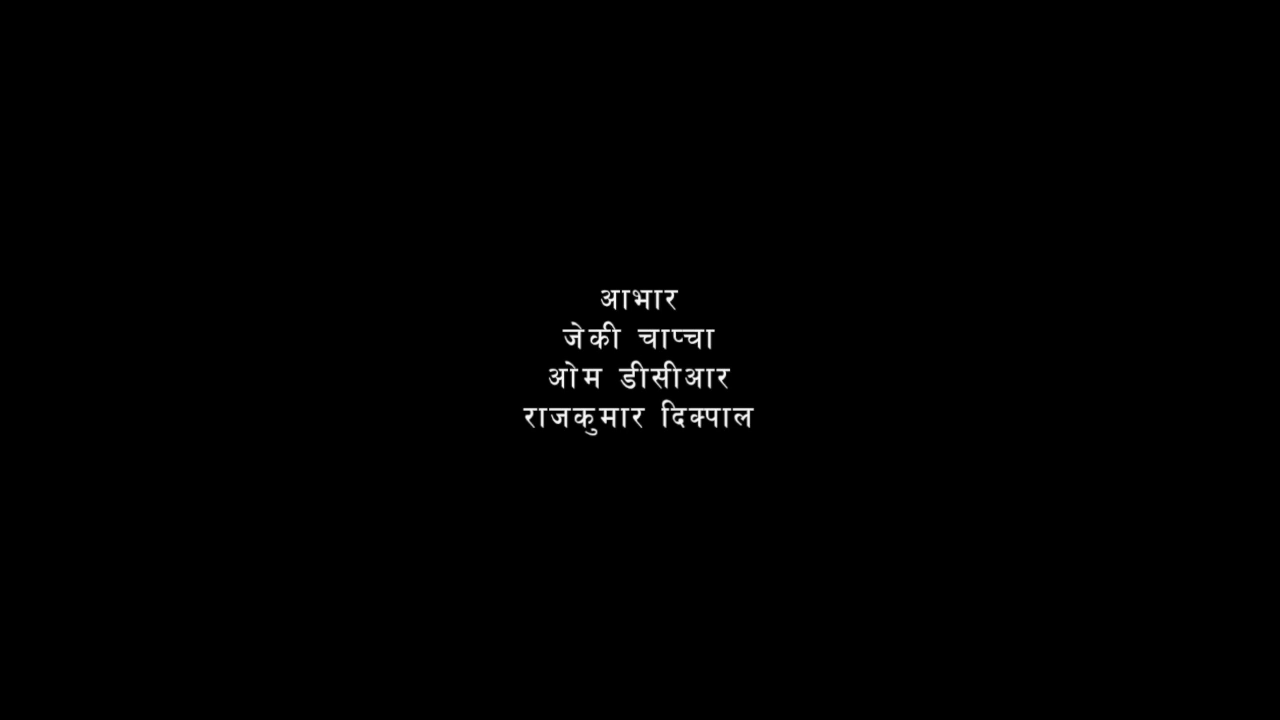 आभार
जेकी चाप्चा
ओम डीसीआर
राजकुमार दिक्पाल